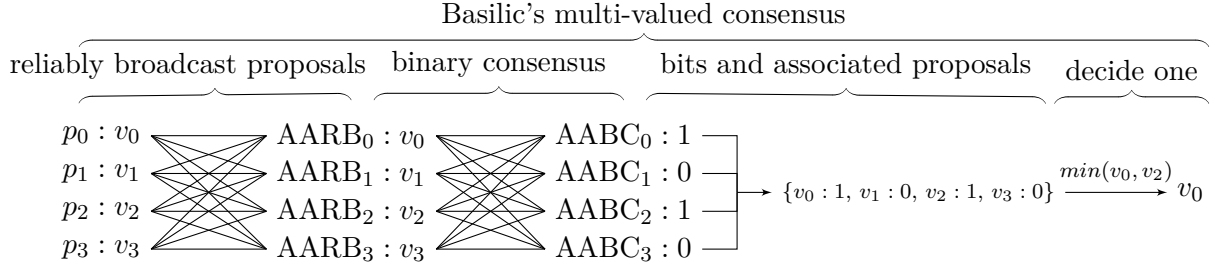 Basilic's multi-valued consensus
reliably broadcast proposals binary consensus bits and associated proposals decide one
p₀ : v₀ AARB₀ : v₀ AABC₀ : 1
p₁ : v₁ AARB₁ : v₁ AABC₁ : 0
{v₀ : 1, v₁ : 0, v₂ : 1, v₃ : 0} min(v₀, v₂) v₀
p₂ : v₂ AARB₂ : v₂ AABC₂ : 1
p₃ : v₃ AARB₃ : v₃ AABC₃ : 0